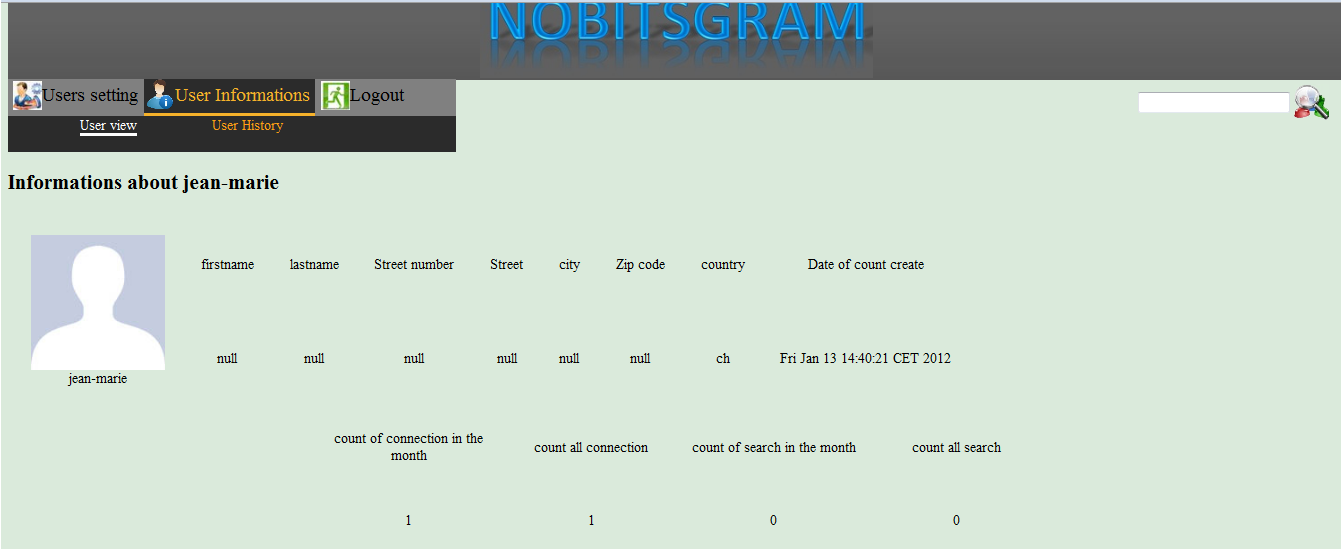 NOBITSGRAM
Users setting User Informations Logout
User view User History
Informations about jean-marie
firstname lastname Street number Street city Zip code country Date of count create
null null null null null null ch Fri Jan 13 14:40:21 CET 2012
jean-marie
count of connection in the
month
count all connection count of search in the month count all search
1 1 0 0